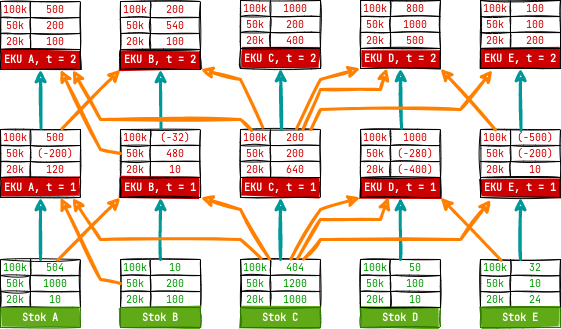 100k 500 100k 200 100k 1000 100k 800 100k 100
50k 200 50k 540 50k 200 50k 1000 50k 100
20k 100 20k 100 20k 400 20k 500 20k 200
EKU A, t = 2 EKU B, t = 2 EKU C, t = 2 EKU D, t = 2 EKU E, t = 2
100k 500 100k (-32) 100k 200 100k 1000 100k (-500)
50k (-200) 50k 480 50k 200 50k (-280) 50k (-200)
20k 120 20k 10 20k 640 20k (-400) 20k 10
EKU A, t = 1 EKU B, t = 1 EKU C, t = 1 EKU D, t = 1 EKU E, t = 1
100k 504 100k 10 100k 404 100k 50 100k 32
50k 1000 50k 200 50k 1200 50k 100 50k 10
20k 10 20k 100 20k 1000 20k 10 20k 24
Stok A Stok B Stok C Stok D Stok E